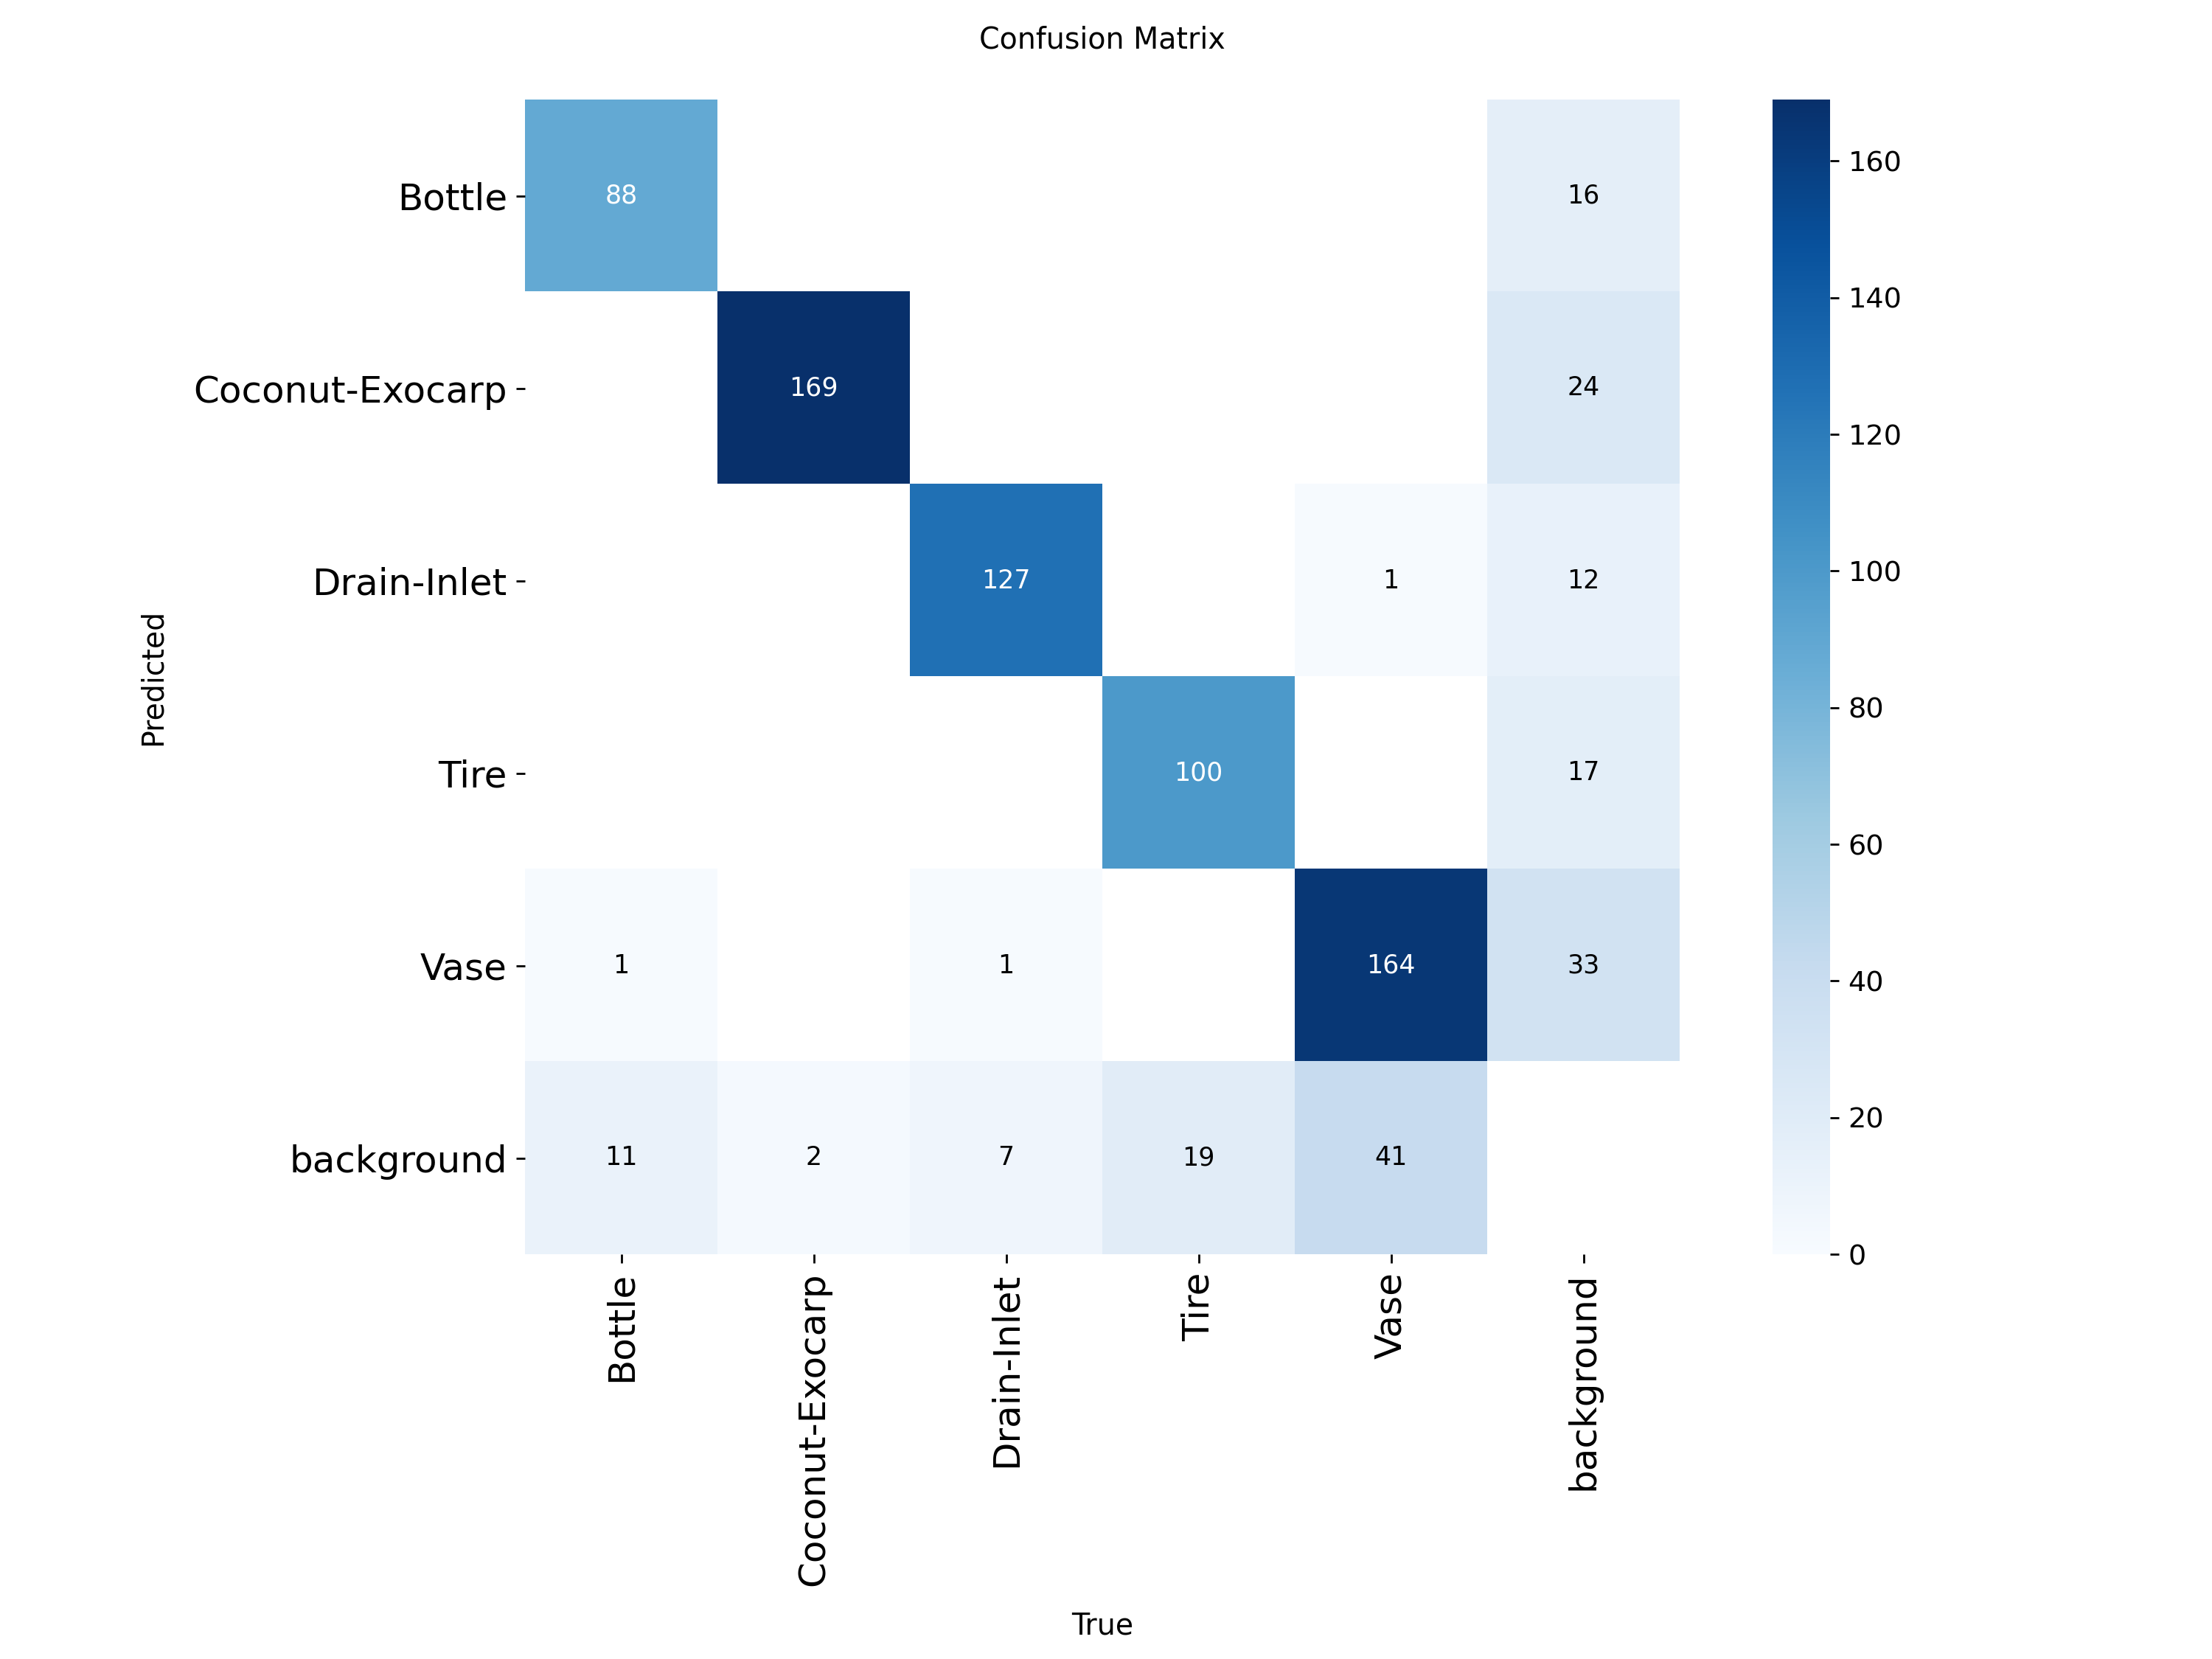 Confusion Matrix
Bottle
88
16
160
Coconut-Exocarp
169
24
140
120
Drain-Inlet
127
1
12
100
Predicted
80
Tire
100
17
60
Vase
1
1
164
33
40
background
11
2
7
19
41
20
0
Bottle
Coconut-Exocarp
Drain-Inlet
Tire
Vase
background
True